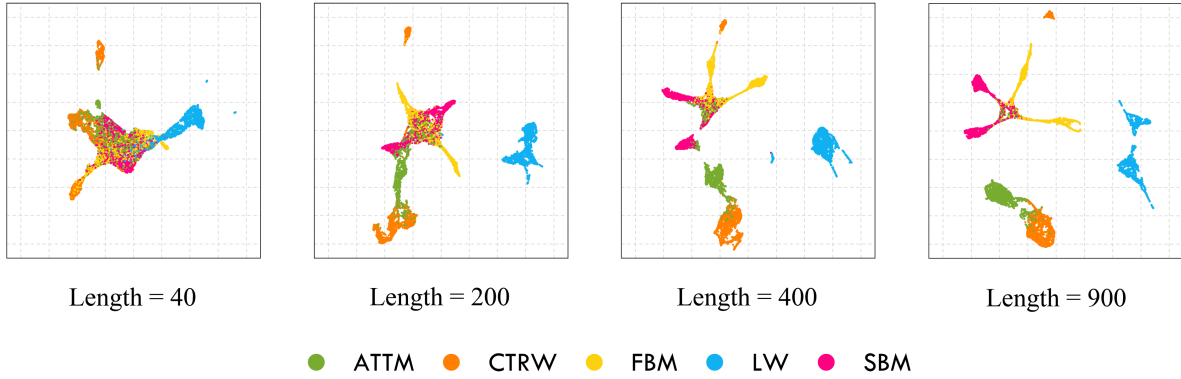 Length = 40 Length = 200 Length = 400 Length = 900
ATTM CTRW FBM LW SBM